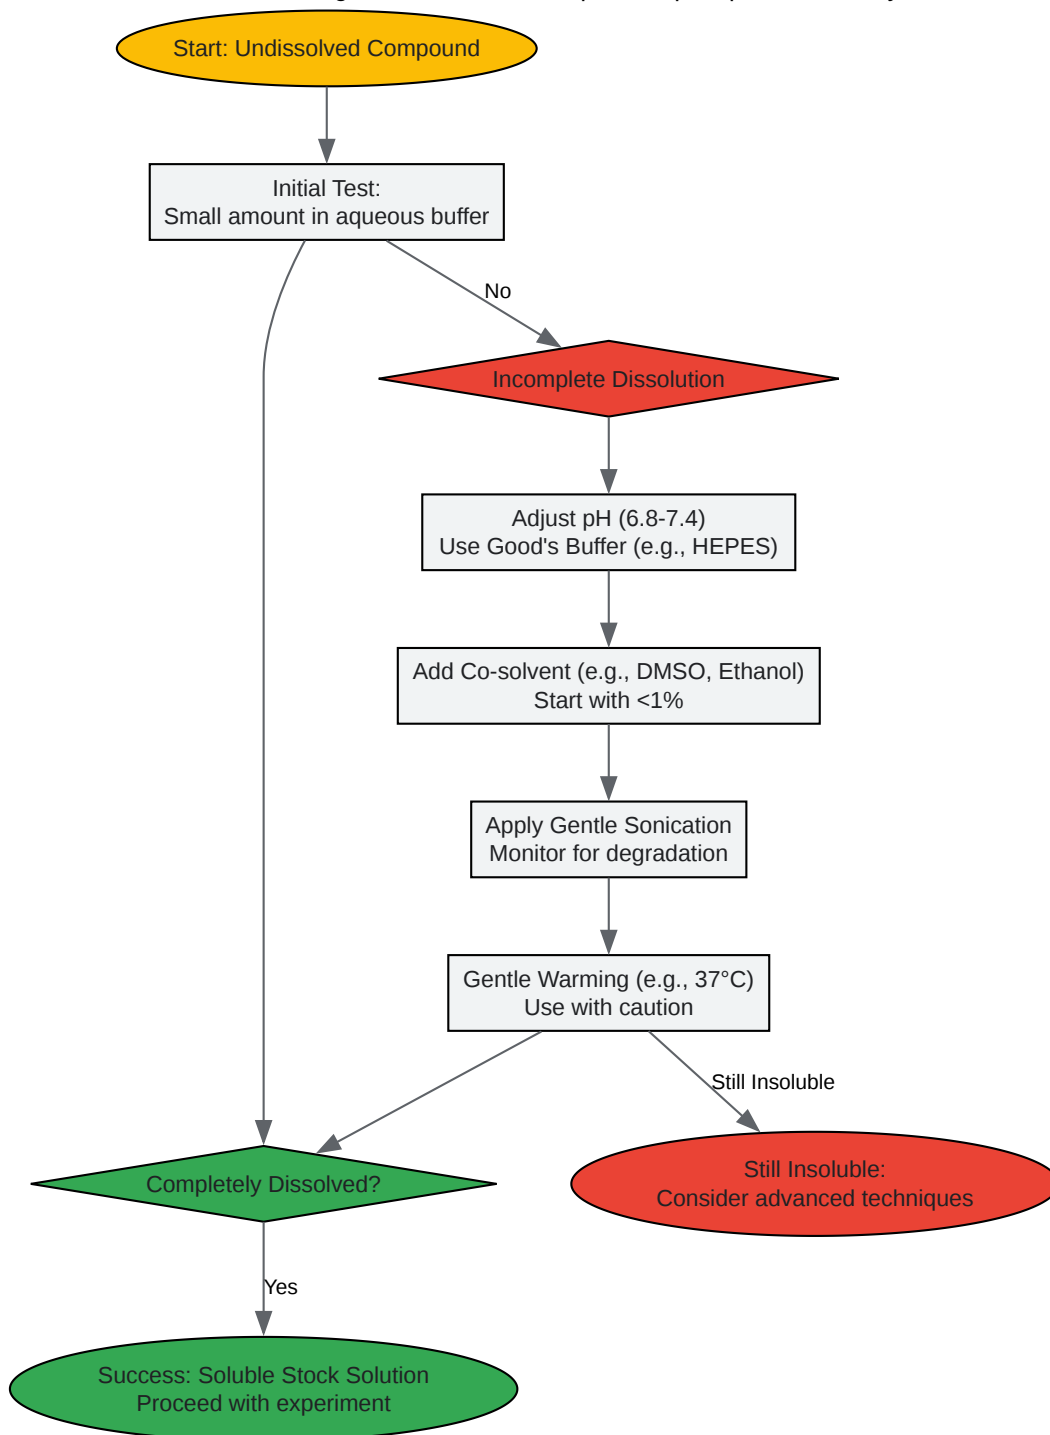 Start: Undissolved Compound
Initial Test:
Small amount in aqueous buffer
No
Incomplete Dissolution
Adjust pH (6.8-7.4)
Use Good's Buffer (e.g., HEPES)
Add Co-solvent (e.g., DMSO, Ethanol)
Start with <1%
Apply Gentle Sonication
Monitor for degradation
Gentle Warming (e.g., 37°C)
Use with caution
Still Insoluble
Completely Dissolved?
Still Insoluble:
Consider advanced techniques
Yes
Success: Soluble Stock Solution
Proceed with experiment